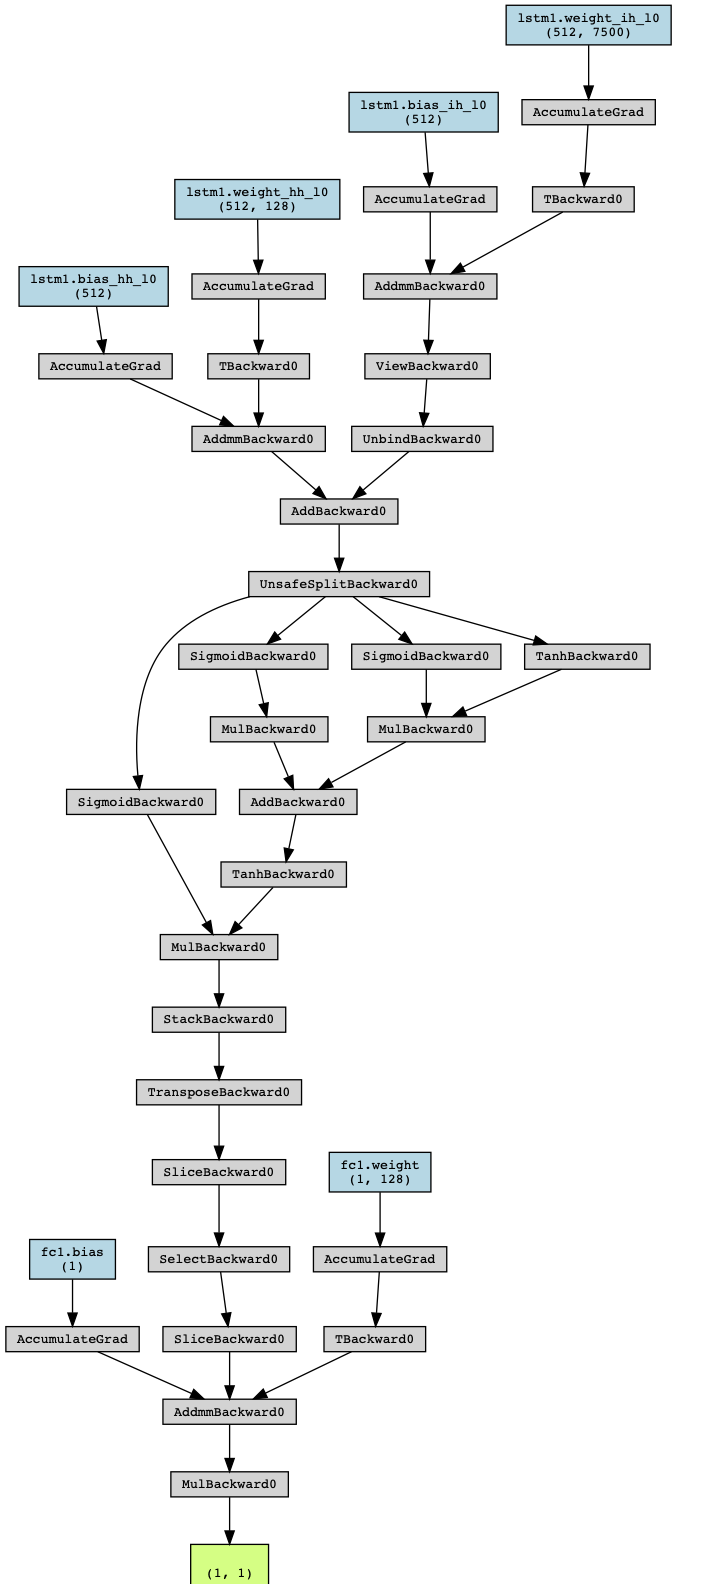 lstm1.weight_ih_l0
(512, 7500)
lstm1.bias_ih_l0
(512)
AccumulateGrad
lstm1.weight_hh_l0
(512, 128)
AccumulateGrad
TBackward0
lstm1.bias_hh_l0
(512)
AccumulateGrad
AddmmBackward0
AccumulateGrad
TBackward0
ViewBackward0
AddmmBackward0
UnbindBackward0
AddBackward0
UnsafeSplitBackward0
SigmoidBackward0
SigmoidBackward0
TanhBackward0
MulBackward0
MulBackward0
SigmoidBackward0
AddBackward0
TanhBackward0
MulBackward0
StackBackward0
TransposeBackward0
SliceBackward0
fc1.weight
(1, 128)
fc1.bias
(1)
SelectBackward0
AccumulateGrad
AccumulateGrad
SliceBackward0
TBackward0
AddmmBackward0
MulBackward0
(1, 1)